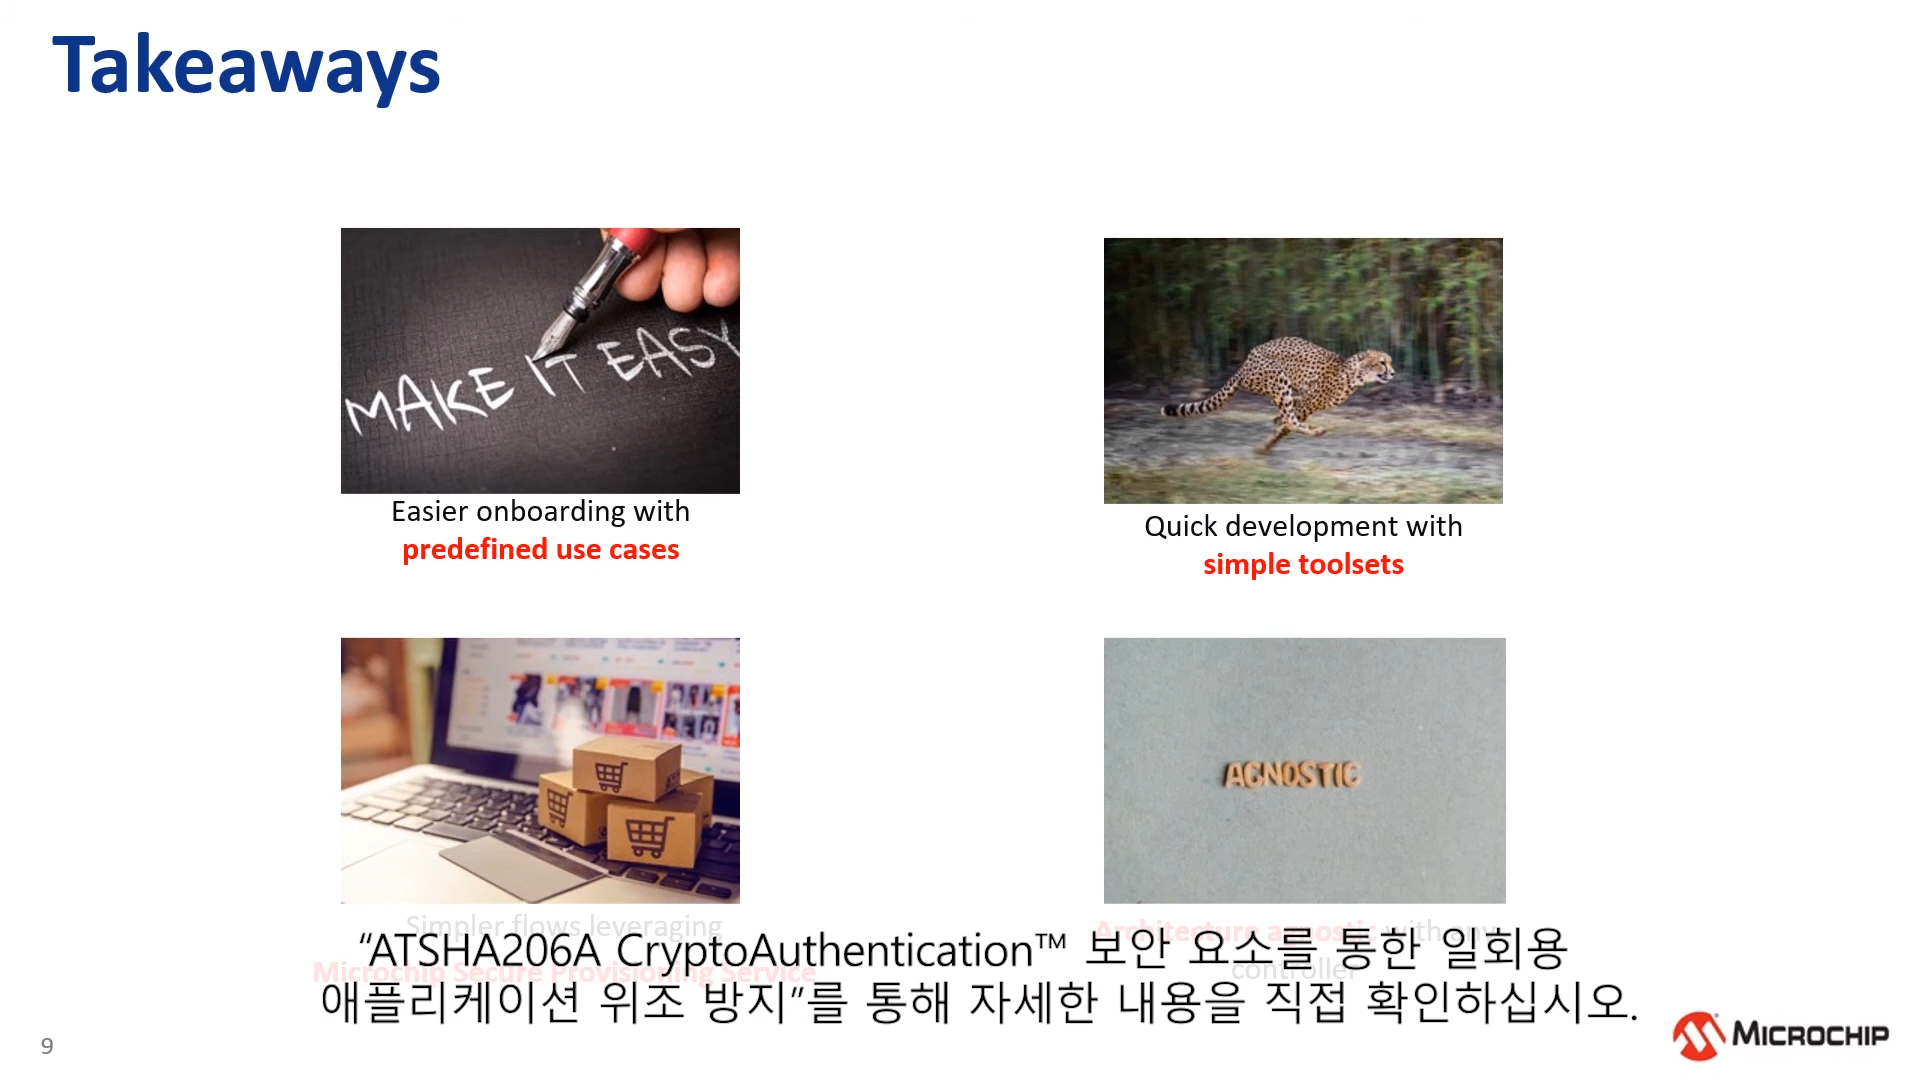 Takeaways
MAKE IT EASY
Easier onboarding with
predefined use cases
Quick development with
simple toolsets
AGNOSTIC
Simpler flows leveraging
Microchip Secure Provisioning Service
Architecture agnostic with any
controller
“ATSHA206A CryptoAuthentication™ 보안 요소를 통한 일회용
애플리케이션 위조 방지”를 통해 자세한 내용을 직접 확인하십시오.
9
MICROCHIP